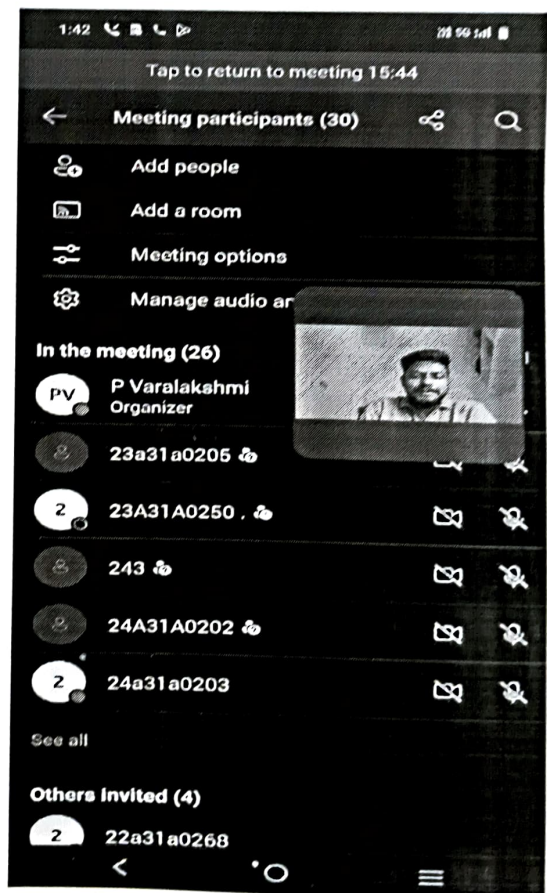 1:42
Tap to return to meeting 15:44
Meeting participants (30)
Add people
Add a room
Meeting options
Manage audio an
In the meeting (26)
PV P Varalakshmi
Organizer
23a31a0205
2 23A31A0250 .
243
24A31A0202
2 24a31a0203
See all
Others invited (4)
2 22a31a0268